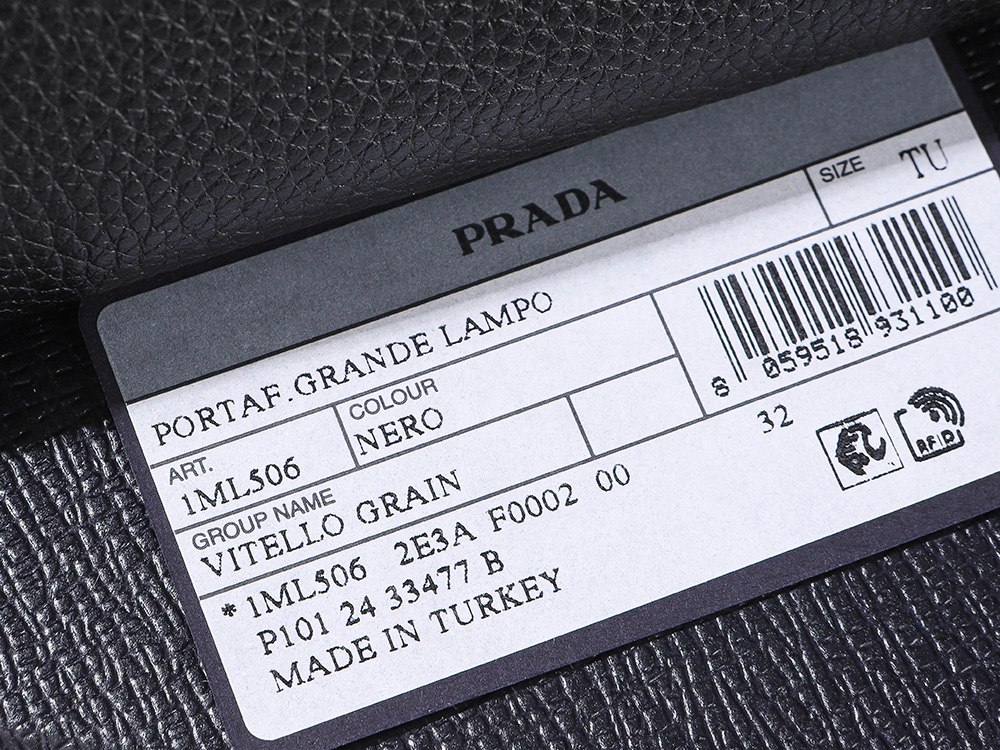 PRADA
SIZE TU
PORTAF.GRANDE LAMPO
8 059518 931100
ART.
1ML506
COLOUR
NERO
GROUP NAME
VITELLO GRAIN
32
RFID
* 1ML506 2E3A F0002 00
P101 24 33477 B
MADE IN TURKEY